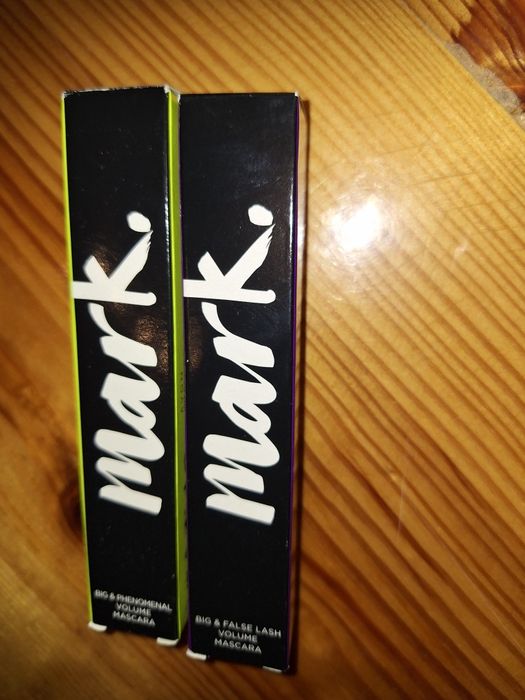 mark.
BIG & PHENOMENAL
VOLUME
MASCARA
mark.
BIG & FALSE LASH
VOLUME
MASCARA